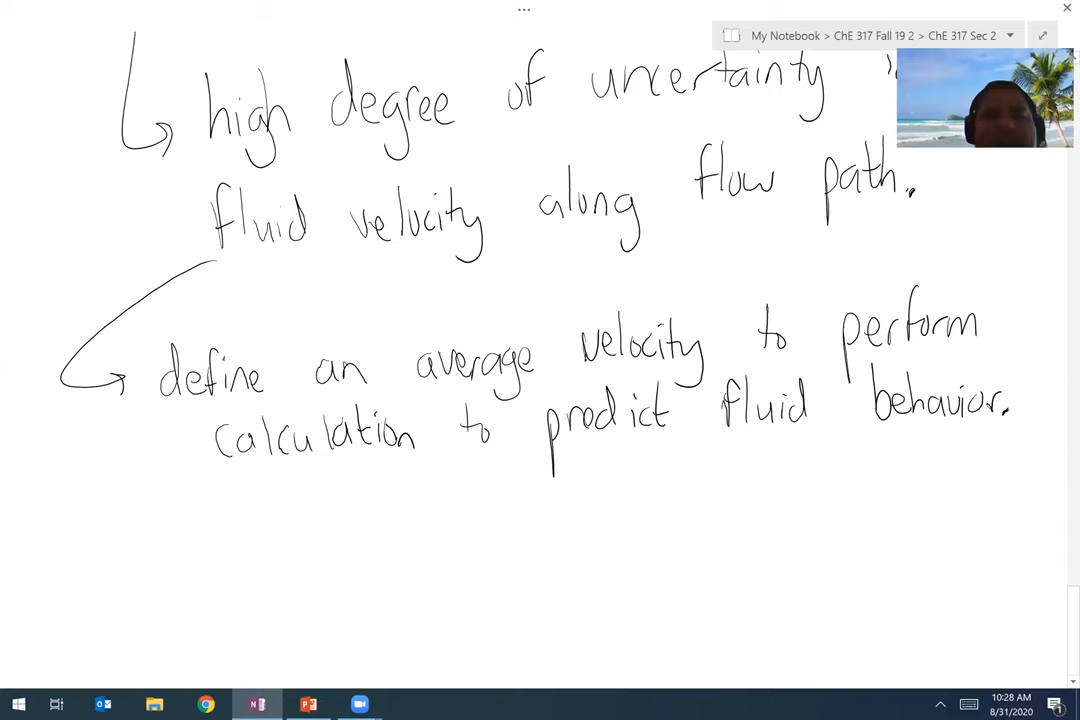 My Notebook > ChE 317 Fall 19 2 > ChE 317 Sec 2
high degree of uncertainty
fluid velocity along flow path.
define an average velocity to perform
calculation to predict fluid behavior.
10:28 AM
8/31/2020